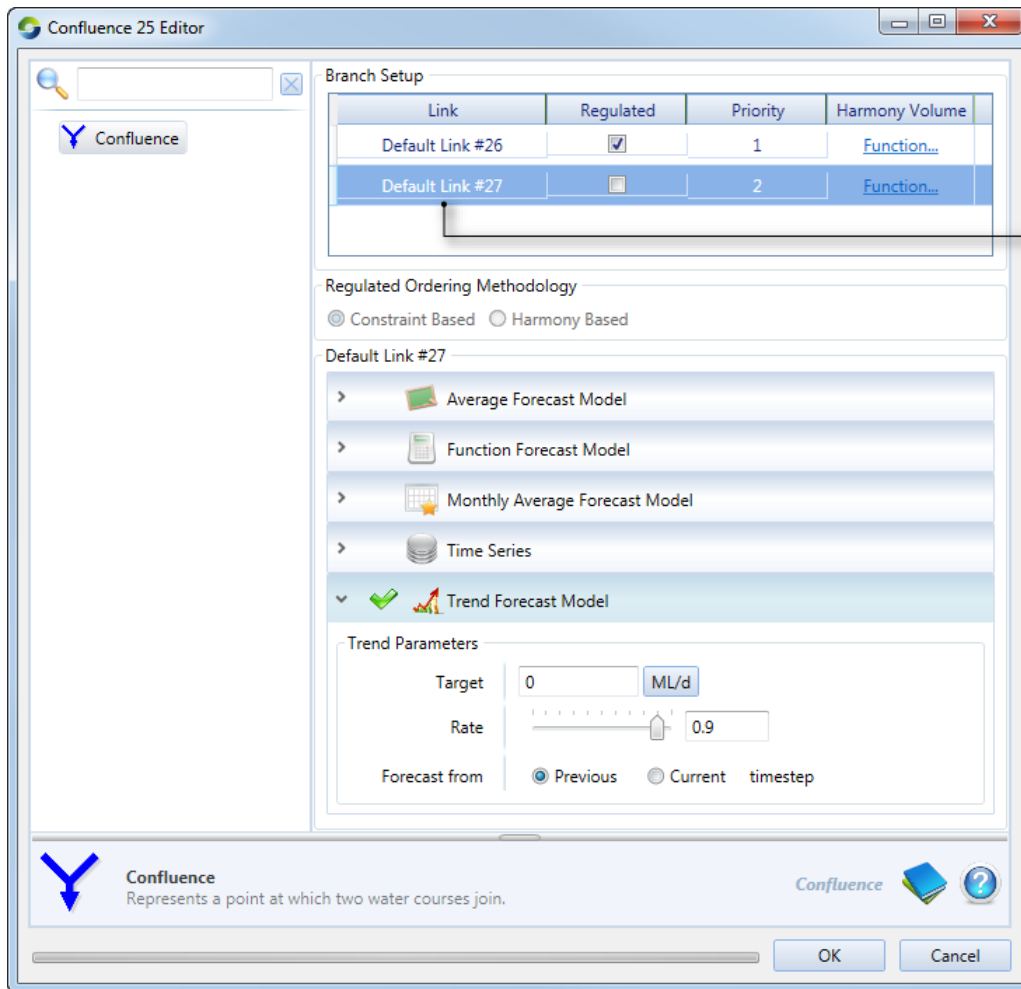 Confluence 25 Editor
Confluence
Branch Setup
Link Regulated Priority Harmony Volume
Default Link #26 1 Function...
Default Link #27 2 Function...
Regulated Ordering Methodology
Constraint Based Harmony Based
Default Link #27
Average Forecast Model
Function Forecast Model
Monthly Average Forecast Model
Time Series
Trend Forecast Model
Trend Parameters
Target 0 ML/d
Rate 0.9
Forecast from Previous Current timestep
Confluence
Represents a point at which two water courses join.
Confluence
OK Cancel